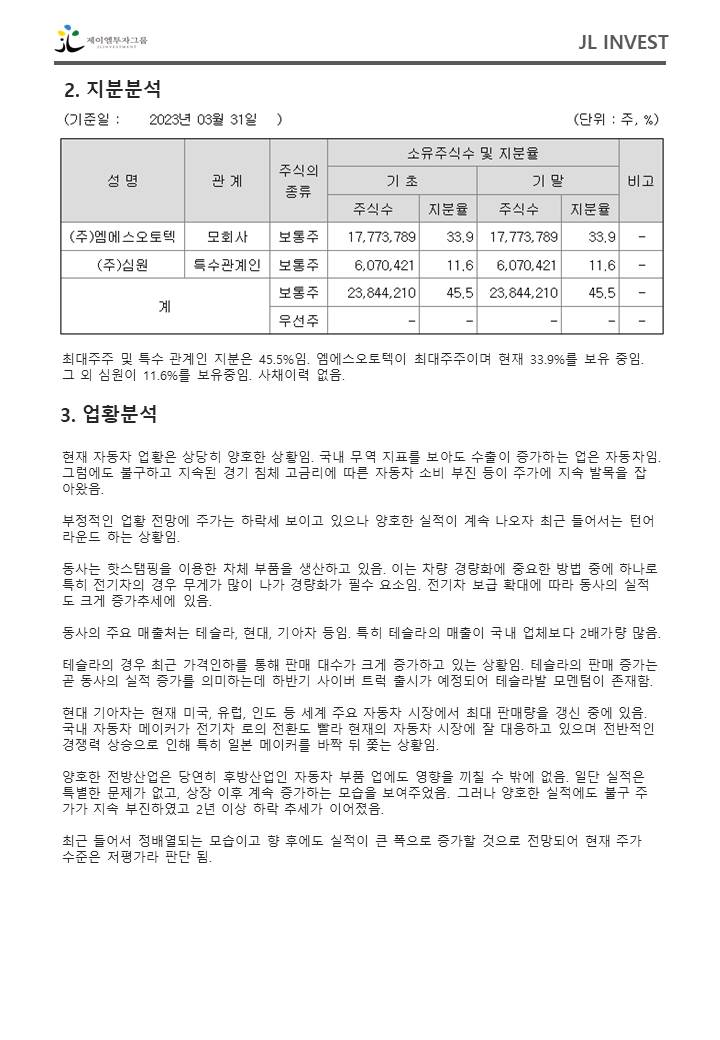 제이엘투자그룹
JLINVESTMENT
JL INVEST
2. 지분분석
(기준일 : 2023년 03월 31일 )
(단위 : 주, %)
성 명 관 계 주식의 종류 소유주식수 및 지분율 비고
기 초 기 말
주식수 지분율 주식수 지분율
(주)엠에스오토텍 모회사 보통주 17,773,789 33.9 17,773,789 33.9 -
(주)심원 특수관계인 보통주 6,070,421 11.6 6,070,421 11.6 -
계 보통주 23,844,210 45.5 23,844,210 45.5 -
우선주 - - - - -
최대주주 및 특수 관계인 지분은 45.5%임. 엠에스오토텍이 최대주주이며 현재 33.9%를 보유 중임.
그 외 심원이 11.6%를 보유중임. 사채이력 없음.
3. 업황분석
현재 자동차 업황은 상당히 양호한 상황임. 국내 무역 지표를 보아도 수출이 증가하는 업은 자동차임.
그럼에도 불구하고 지속된 경기 침체 고금리에 따른 자동차 소비 부진 등이 주가에 지속 발목을 잡
아왔음.
부정적인 업황 전망에 주가는 하락세 보이고 있으나 양호한 실적이 계속 나오자 최근 들어서는 턴어
라운드 하는 상황임.
동사는 핫스탬핑을 이용한 차체 부품을 생산하고 있음. 이는 차량 경량화에 중요한 방법 중에 하나로
특히 전기차의 경우 무게가 많이 나가 경량화가 필수 요소임. 전기차 보급 확대에 따라 동사의 실적
도 크게 증가추세에 있음.
동사의 주요 매출처는 테슬라, 현대, 기아차 등임. 특히 테슬라의 매출이 국내 업체보다 2배가량 많음.
테슬라의 경우 최근 가격인하를 통해 판매 대수가 크게 증가하고 있는 상황임. 테슬라의 판매 증가는
곧 동사의 실적 증가를 의미하는데 하반기 사이버 트럭 출시가 예정되어 테슬라발 모멘텀이 존재함.
현대 기아차는 현재 미국, 유럽, 인도 등 세계 주요 자동차 시장에서 최대 판매량을 갱신 중에 있음.
국내 자동차 메이커가 전기차 로의 전환도 빨라 현재의 자동차 시장에 잘 대응하고 있으며 전반적인
경쟁력 상승으로 인해 특히 일본 메이커를 바짝 뒤 쫓는 상황임.
양호한 전방산업은 당연히 후방산업인 자동차 부품 업에도 영향을 끼칠 수 밖에 없음. 일단 실적은
특별한 문제가 없고, 상장 이후 계속 증가하는 모습을 보여주었음. 그러나 양호한 실적에도 불구 주
가가 지속 부진하였고 2년 이상 하락 추세가 이어졌음.
최근 들어서 정배열되는 모습이고 향 후에도 실적이 큰 폭으로 증가할 것으로 전망되어 현재 주가
수준은 저평가라 판단 됨.